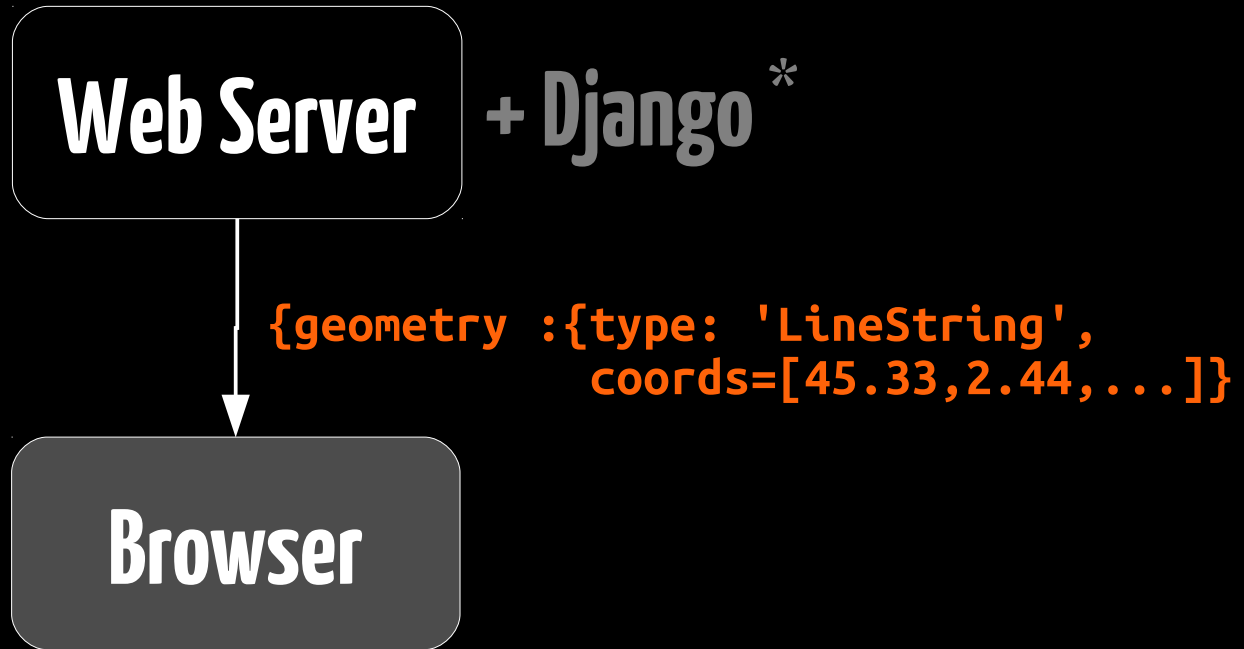 Web Server + Django *
{geometry :{type: 'LineString',
coords=[45.33,2.44,...]}
Browser